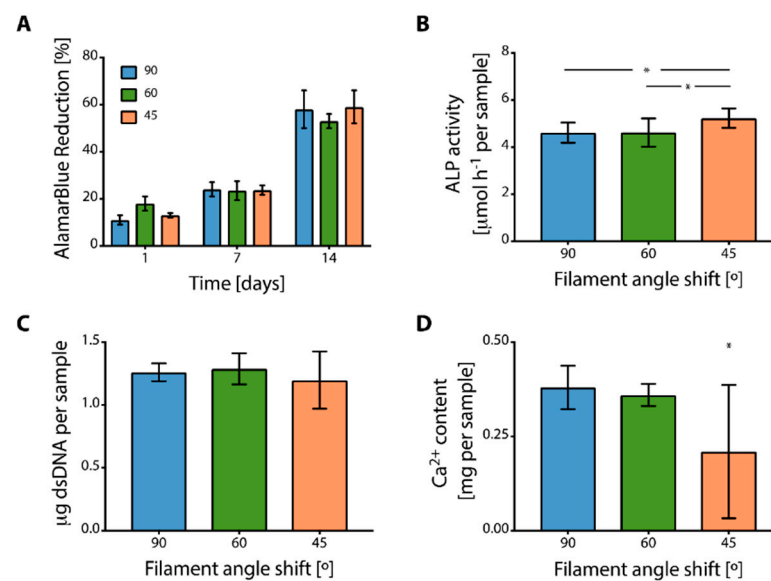 A
AlamarBlue Reduction [%]
80
60
40
20
0
90
60
45
1
7
14
Time [days]
B
ALP activity
[μmol h⁻¹ per sample]
8
6
4
2
0
*
*
90
60
45
Filament angle shift [º]
C
μg dsDNA per sample
1.5
1.0
0.5
0.0
90
60
45
Filament angle shift [º]
D
Ca²⁺ content
[mg per sample]
0.50
0.25
0.00
*
90
60
45
Filament angle shift [º]